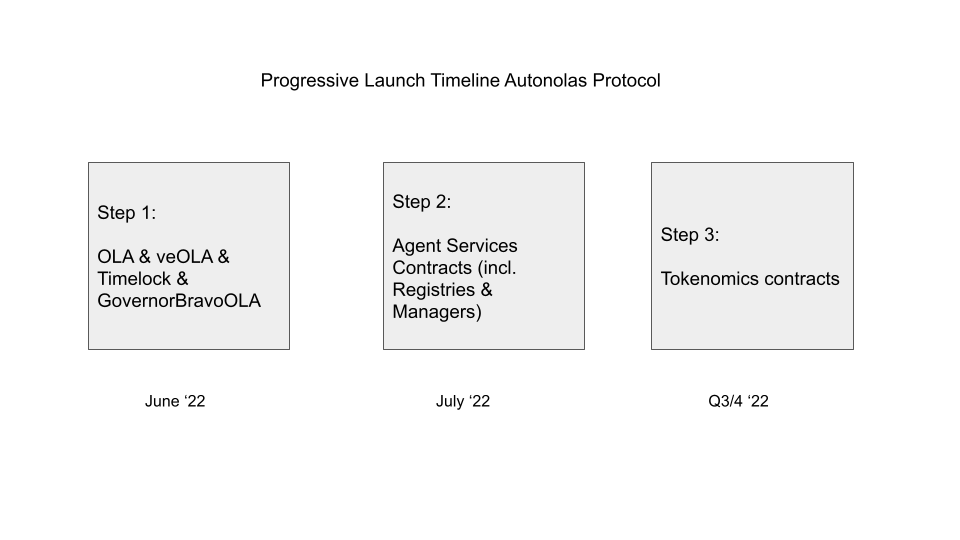 Progressive Launch Timeline Autonolas Protocol
Step 1:
OLA & veOLA &
Timelock &
GovernorBravoOLA
Step 2:
Agent Services
Contracts (incl.
Registries &
Managers)
Step 3:
Tokenomics contracts
June ‘22
July ‘22
Q3/4 ‘22